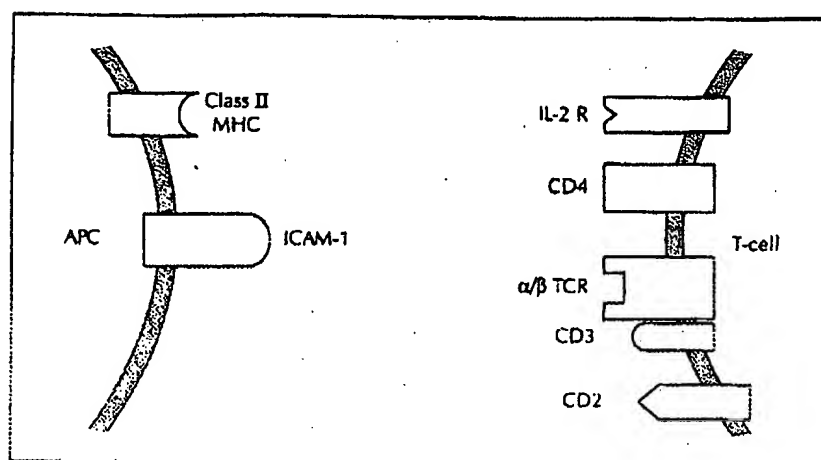 Class II
MHC
APC
ICAM-1
IL-2 R
CD4
T-cell
α/β TCR
CD3
CD2